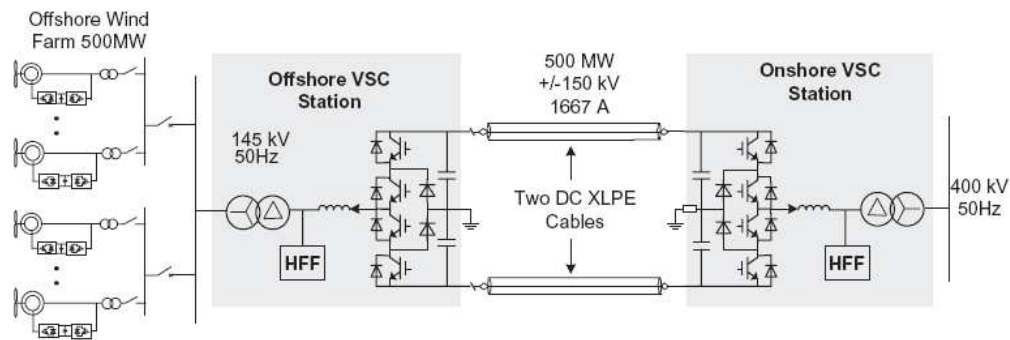 Offshore Wind
Farm 500MW
Offshore VSC
Station
145 kV
50Hz
HFF
500 MW
+/-150 kV
1667 A
Two DC XLPE
Cables
Onshore VSC
Station
HFF
400 kV
50Hz